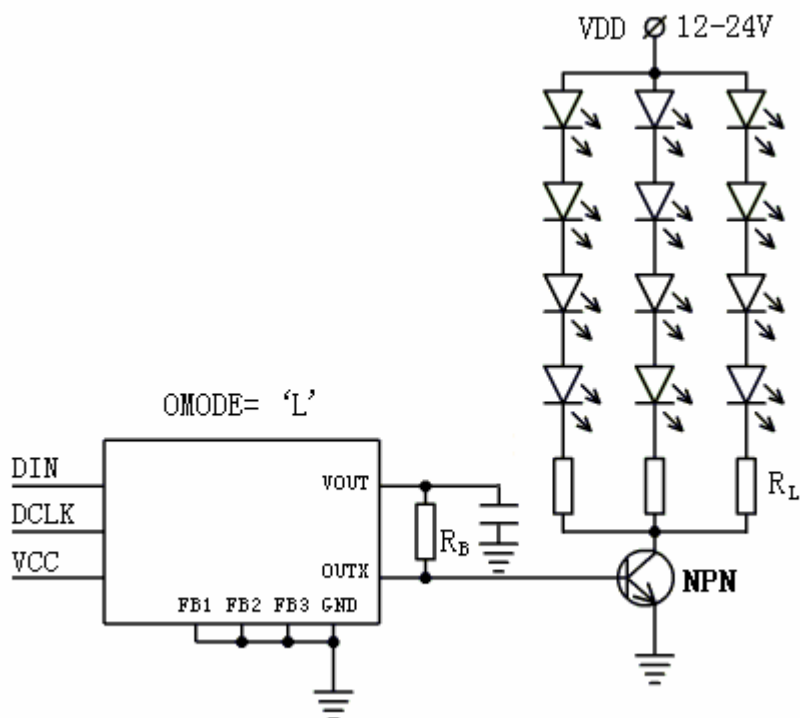 VDD 12-24V
OMODE= ‘L’
DIN
DCLK
VCC
VOUT
OUTX
FB1 FB2 FB3 GND
RB
RL
NPN